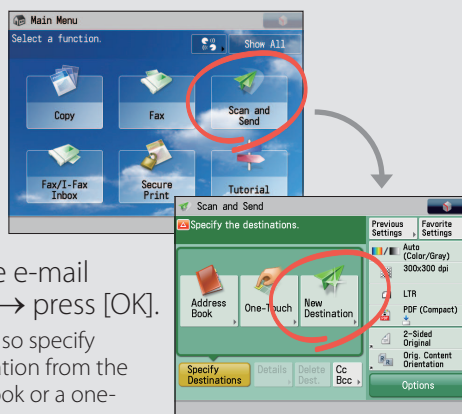 Main Menu
Select a function.
Show All
Copy
Fax
Scan and
Send
Fax/I-Fax
Inbox
Secure
Print
Tutorial
Scan and Send
Specify the destinations.
Previous
Settings
Favorite
Settings
Auto
(Color/Gray)
300x300 dpi
LTR
PDF (Compact)
2-Sided
Original
Orig. Content
Orientation
Options
Address
Book
One-Touch
New
Destination
Specify
Destinations
Details
Delete
Dest.
Cc
Bcc
e e-mail
→ press [OK].
so specify
ation from the
ook or a one-